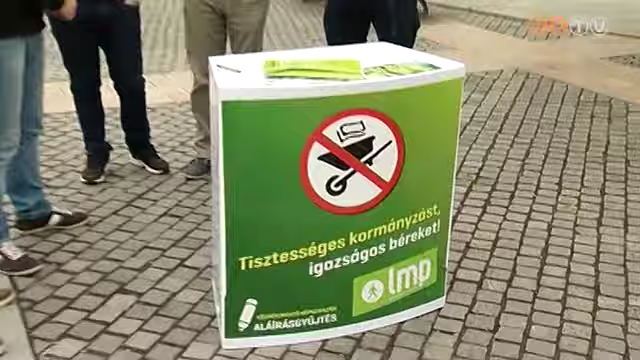 Tisztességes kormányzást,
igazságos béreket!
lmp
ALÁÍRÁSGYŰJTÉS